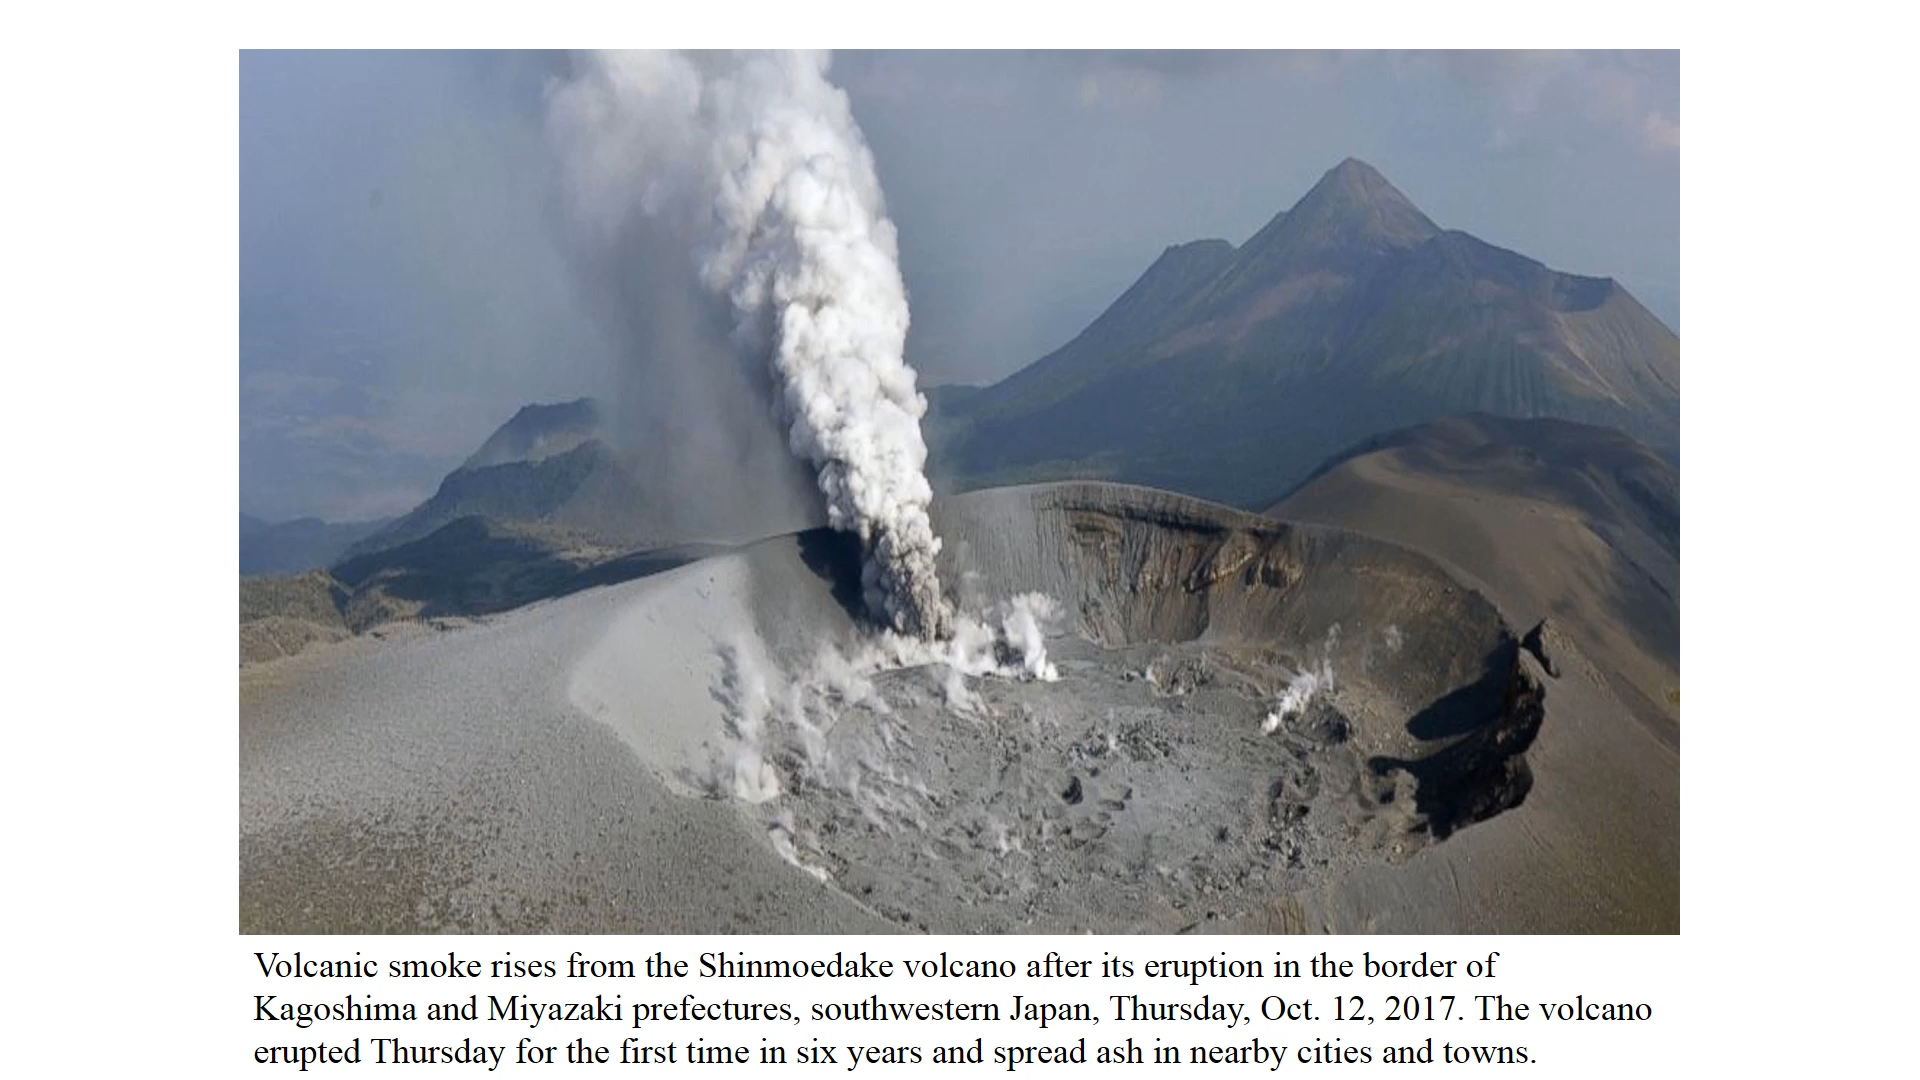 Volcanic smoke rises from the Shinmoedake volcano after its eruption in the border of
Kagoshima and Miyazaki prefectures, southwestern Japan, Thursday, Oct. 12, 2017. The volcano
erupted Thursday for the first time in six years and spread ash in nearby cities and towns.